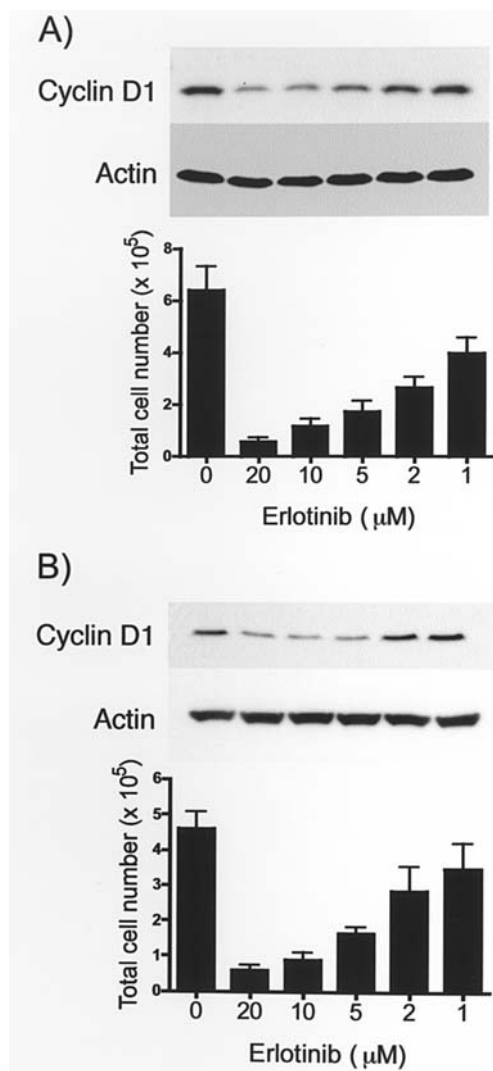 A)
Cyclin D1
Actin
Total cell number (x 10⁵)
8
6
4
2
0
0 20 10 5 2 1
Erlotinib ( μM)
B)
Cyclin D1
Actin
Total cell number (x 10⁵)
6
5
4
3
2
1
0
0 20 10 5 2 1
Erlotinib ( μM)